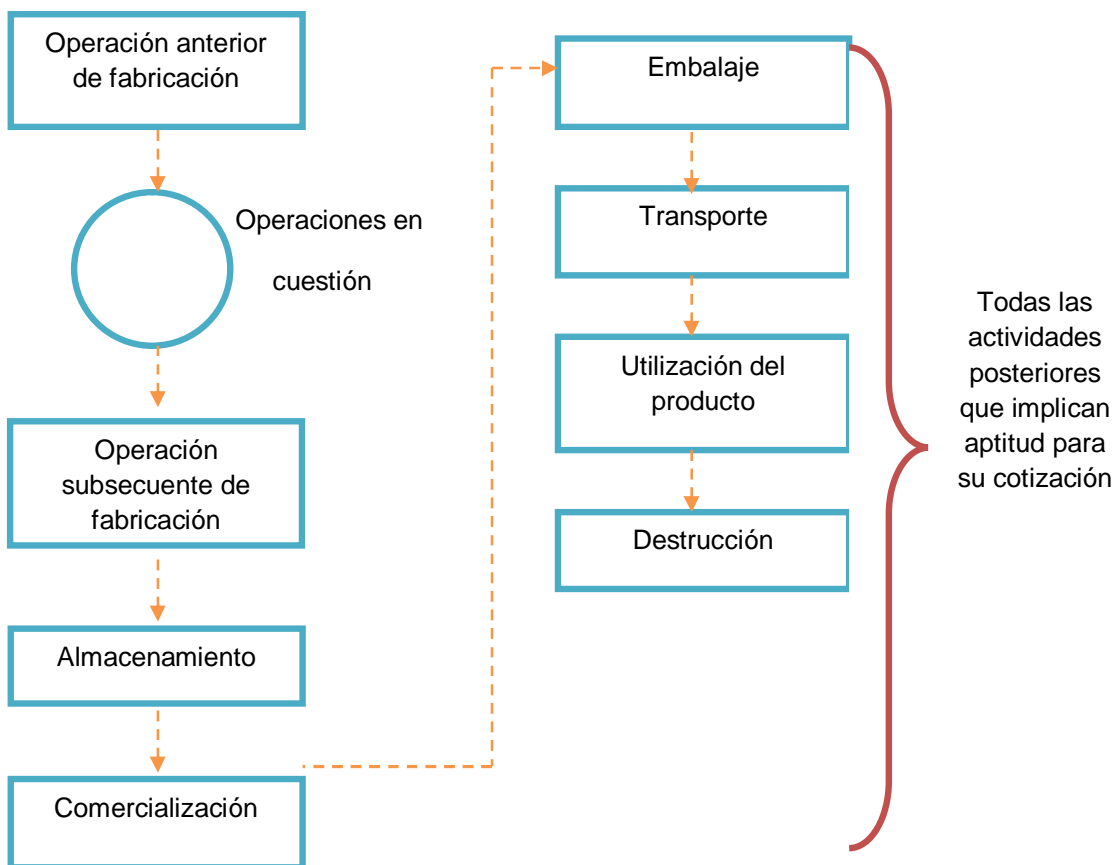 Operación anterior
de fabricación
Operaciones en
cuestión
Operación
subsecuente de
fabricación
Almacenamiento
Comercialización
Embalaje
Transporte
Utilización del
producto
Destrucción
Todas las
actividades
posteriores
que implican
aptitud para
su cotización